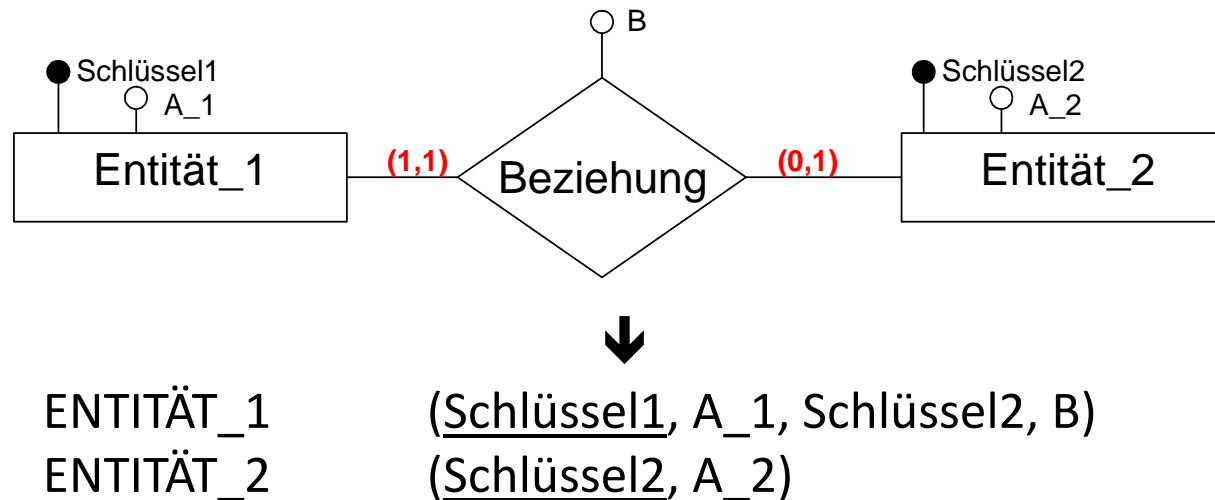 B
Schlüssel1
A_1
Schlüssel2
A_2
Entität_1
(1,1)
Beziehung
(0,1)
Entität_2
ENTITÄT_1 (Schlüssel1, A_1, Schlüssel2, B)
ENTITÄT_2 (Schlüssel2, A_2)